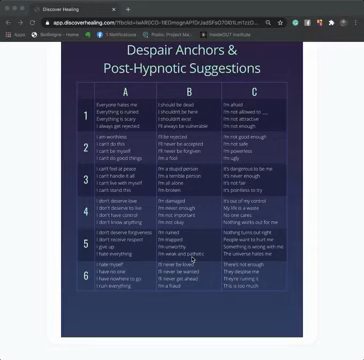 Discover Healing
app.discoverhealing.com/
Despair Anchors &
Post-Hypnotic Suggestions
A B C
1
Everyone hates me I should be dead I'm afraid
Everything is ruined I shouldn't be here I'm not allowed to
Everything is scary I shouldn't exist I'm not attractive
I always get rejected I'll always be vulnerable I'm not enough
2
I am worthless I'll be rejected I'm not good enough
I can't do this I'll never be accepted I'm not safe
I can't be myself I'll never be forgiven I'm powerless
I can't do good things I'm a fool I'm ugly
3
I can't feel at peace I'm a stupid person It's dangerous to be me
I can't handle it all I'm a terrible person It's never enough
I can't live with myself I'm all alone It's not fair
I can't stand this I'm broken It's pointless to try
4
I don't deserve love I'm damaged It's out of my control
I don't deserve to live I'm never enough My life is a waste
I don't have control I'm not important No one cares
I don't know anything I'm not okay Nothing works out for me
5
I don't deserve forgiveness I'm ruined Nothing turns out right
I don't receive respect I'm trapped People want to hurt me
I give up I'm unworthy Something is wrong with me
I hate everything I'm weak and pathetic The universe hates me
6
I hate myself I'll never be loved There's not enough
I have no one I'll never be wanted They despise me
I have nowhere to go I'll never get ahead They're ruining it
I ruin everything I'm a fraud This is too much